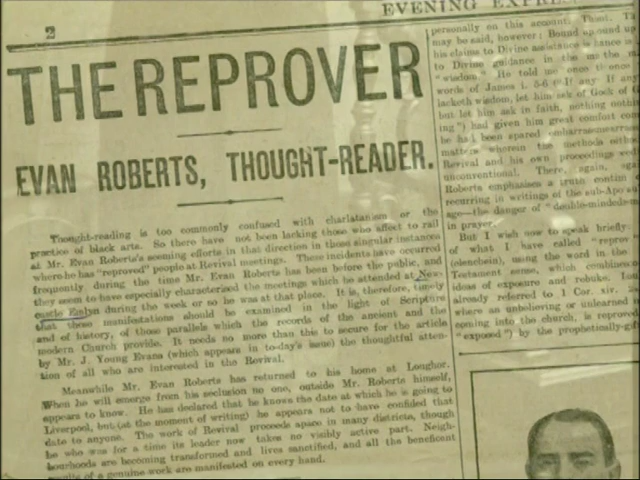 2
EVENING EXPRE
THE REPROVER
EVAN ROBERTS, THOUGHT-READER.
Thought-reading is too commonly confused with charlatanism or the
practice of black arts. So there have not been lacking those who affect to rail
at Mr. Evan Roberts's seeming efforts in that direction in those singular instances
where he has "reproved" people at Revival meetings. These incidents have occurred
frequently during the time Mr. Evan Roberts has been before the public, and
they seem to have especially characterised the meetings which he attended at New-
castle Emlyn during the week or so he was at that place. It is, therefore, timely
that those manifestations should be examined in the light of Scripture
and of history, of those parallels which the records of the ancient and the
modern Church provide. It needs no more than this to secure for the article
by Mr. J. Young Evans (which appears in to-day's issue) the thoughtful atten-
tion of all who are interested in the Revival.
Meanwhile Mr. Evan Roberts has returned to his home at Loughor.
When he will emerge from his seclusion no one, outside Mr. Roberts himself,
appears to know. He has declared that he knows the date at which he is going to
Liverpool, but (at the moment of writing) he appears not to have confided that
date to anyone. The work of Revival proceeds apace in many districts, though
he who was for a time its leader now takes no visibly active part. Neigh-
bourhoods are becoming transformed and lives sanctified, and all the beneficent
results of a genuine work are manifested on every hand.
personally on this account.
may be said, however:
his claims to Divine assistance
to Divine guidance in the
"wisdom." He told me once
words of James i. 5-6 ("If any
lacketh wisdom, let him ask of God
but let him ask in faith, nothing
ing") had given him great comfort
he had been spared embarrass
matters wherein the methods
Revival and his own proceedings
unconventional. There, again,
Roberts emphasises a truth
recurring in writings of the sub-Apo
age—the danger of "double-minded
in prayer.
But I wish now to speak briefly
of what I have called "reprov
(elenchein), using the word in the
Testament sense, which combines
ideas of exposure and rebuke. I
already referred to 1 Cor. xiv.
where an unbelieving or unlearned
coming into the church, is reproved
"exposed") by the prophetically-gi